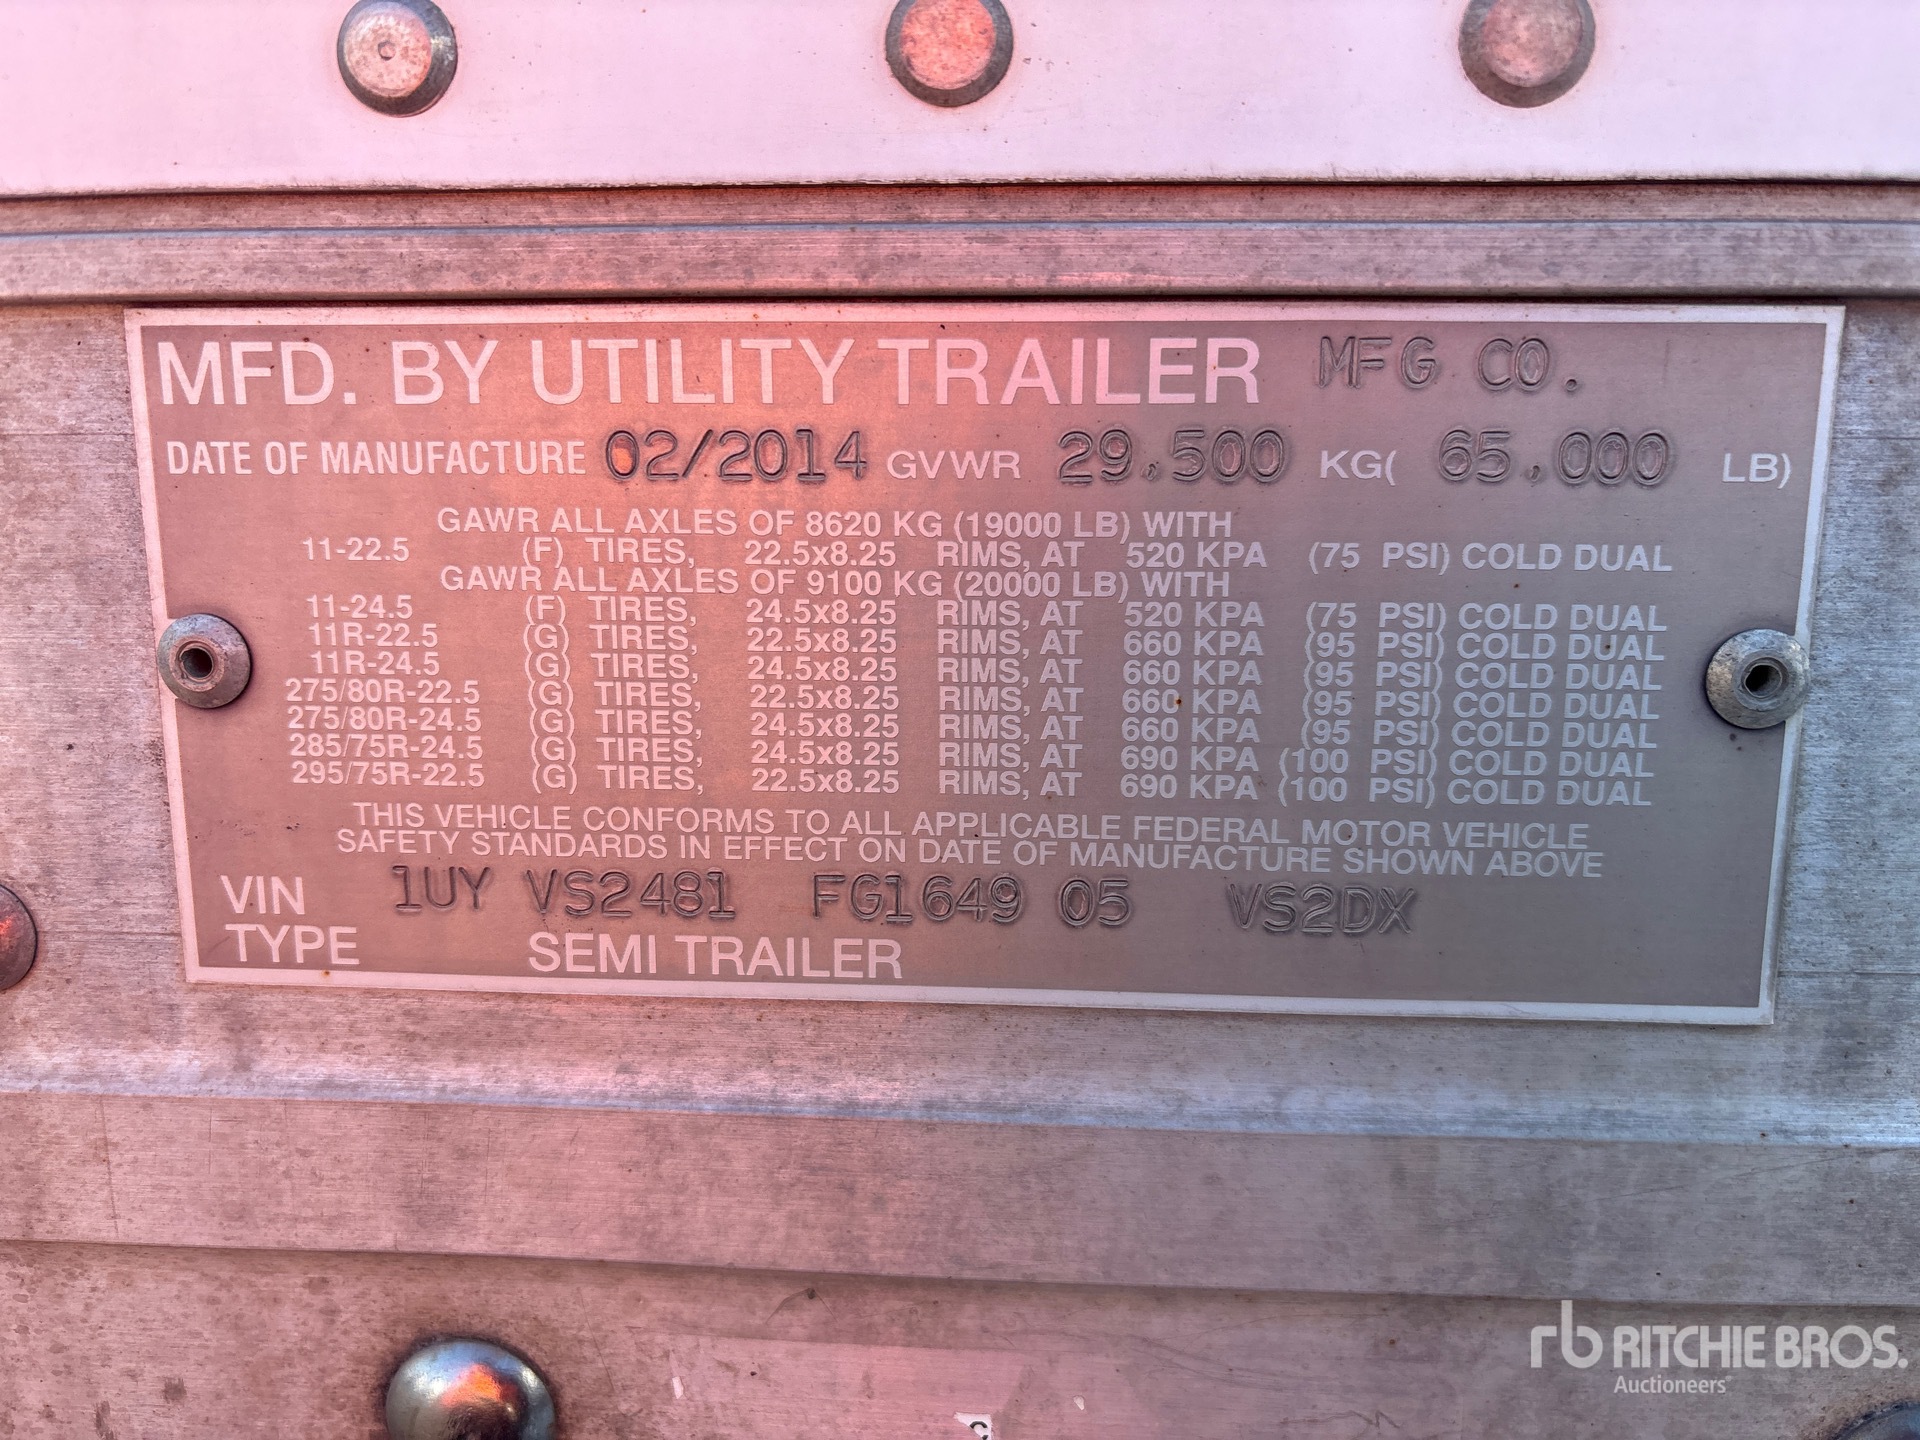 MFD. BY UTILITY TRAILER MFG CO.
DATE OF MANUFACTURE 02/2014 GVWR 29,500 KG( 65,000 LB)
GAWR ALL AXLES OF 8620 KG (19000 LB) WITH
11-22.5 (F) TIRES, 22.5x8.25 RIMS, AT 520 KPA (75 PSI) COLD DUAL
GAWR ALL AXLES OF 9100 KG (20000 LB) WITH
11-24.5 (F) TIRES, 24.5x8.25 RIMS, AT 520 KPA (75 PSI) COLD DUAL
11R-22.5 (G) TIRES, 22.5x8.25 RIMS, AT 660 KPA (95 PSI) COLD DUAL
11R-24.5 (G) TIRES, 24.5x8.25 RIMS, AT 660 KPA (95 PSI) COLD DUAL
275/80R-22.5 (G) TIRES, 22.5x8.25 RIMS, AT 660 KPA (95 PSI) COLD DUAL
275/80R-24.5 (G) TIRES, 24.5x8.25 RIMS, AT 660 KPA (95 PSI) COLD DUAL
285/75R-24.5 (G) TIRES, 24.5x8.25 RIMS, AT 690 KPA (100 PSI) COLD DUAL
295/75R-22.5 (G) TIRES, 22.5x8.25 RIMS, AT 690 KPA (100 PSI) COLD DUAL
THIS VEHICLE CONFORMS TO ALL APPLICABLE FEDERAL MOTOR VEHICLE
SAFETY STANDARDS IN EFFECT ON DATE OF MANUFACTURE SHOWN ABOVE
VIN 1UY VS2481 FG1649 05 VS2DX
TYPE SEMI TRAILER
rb RITCHIE BROS.
Auctioneers